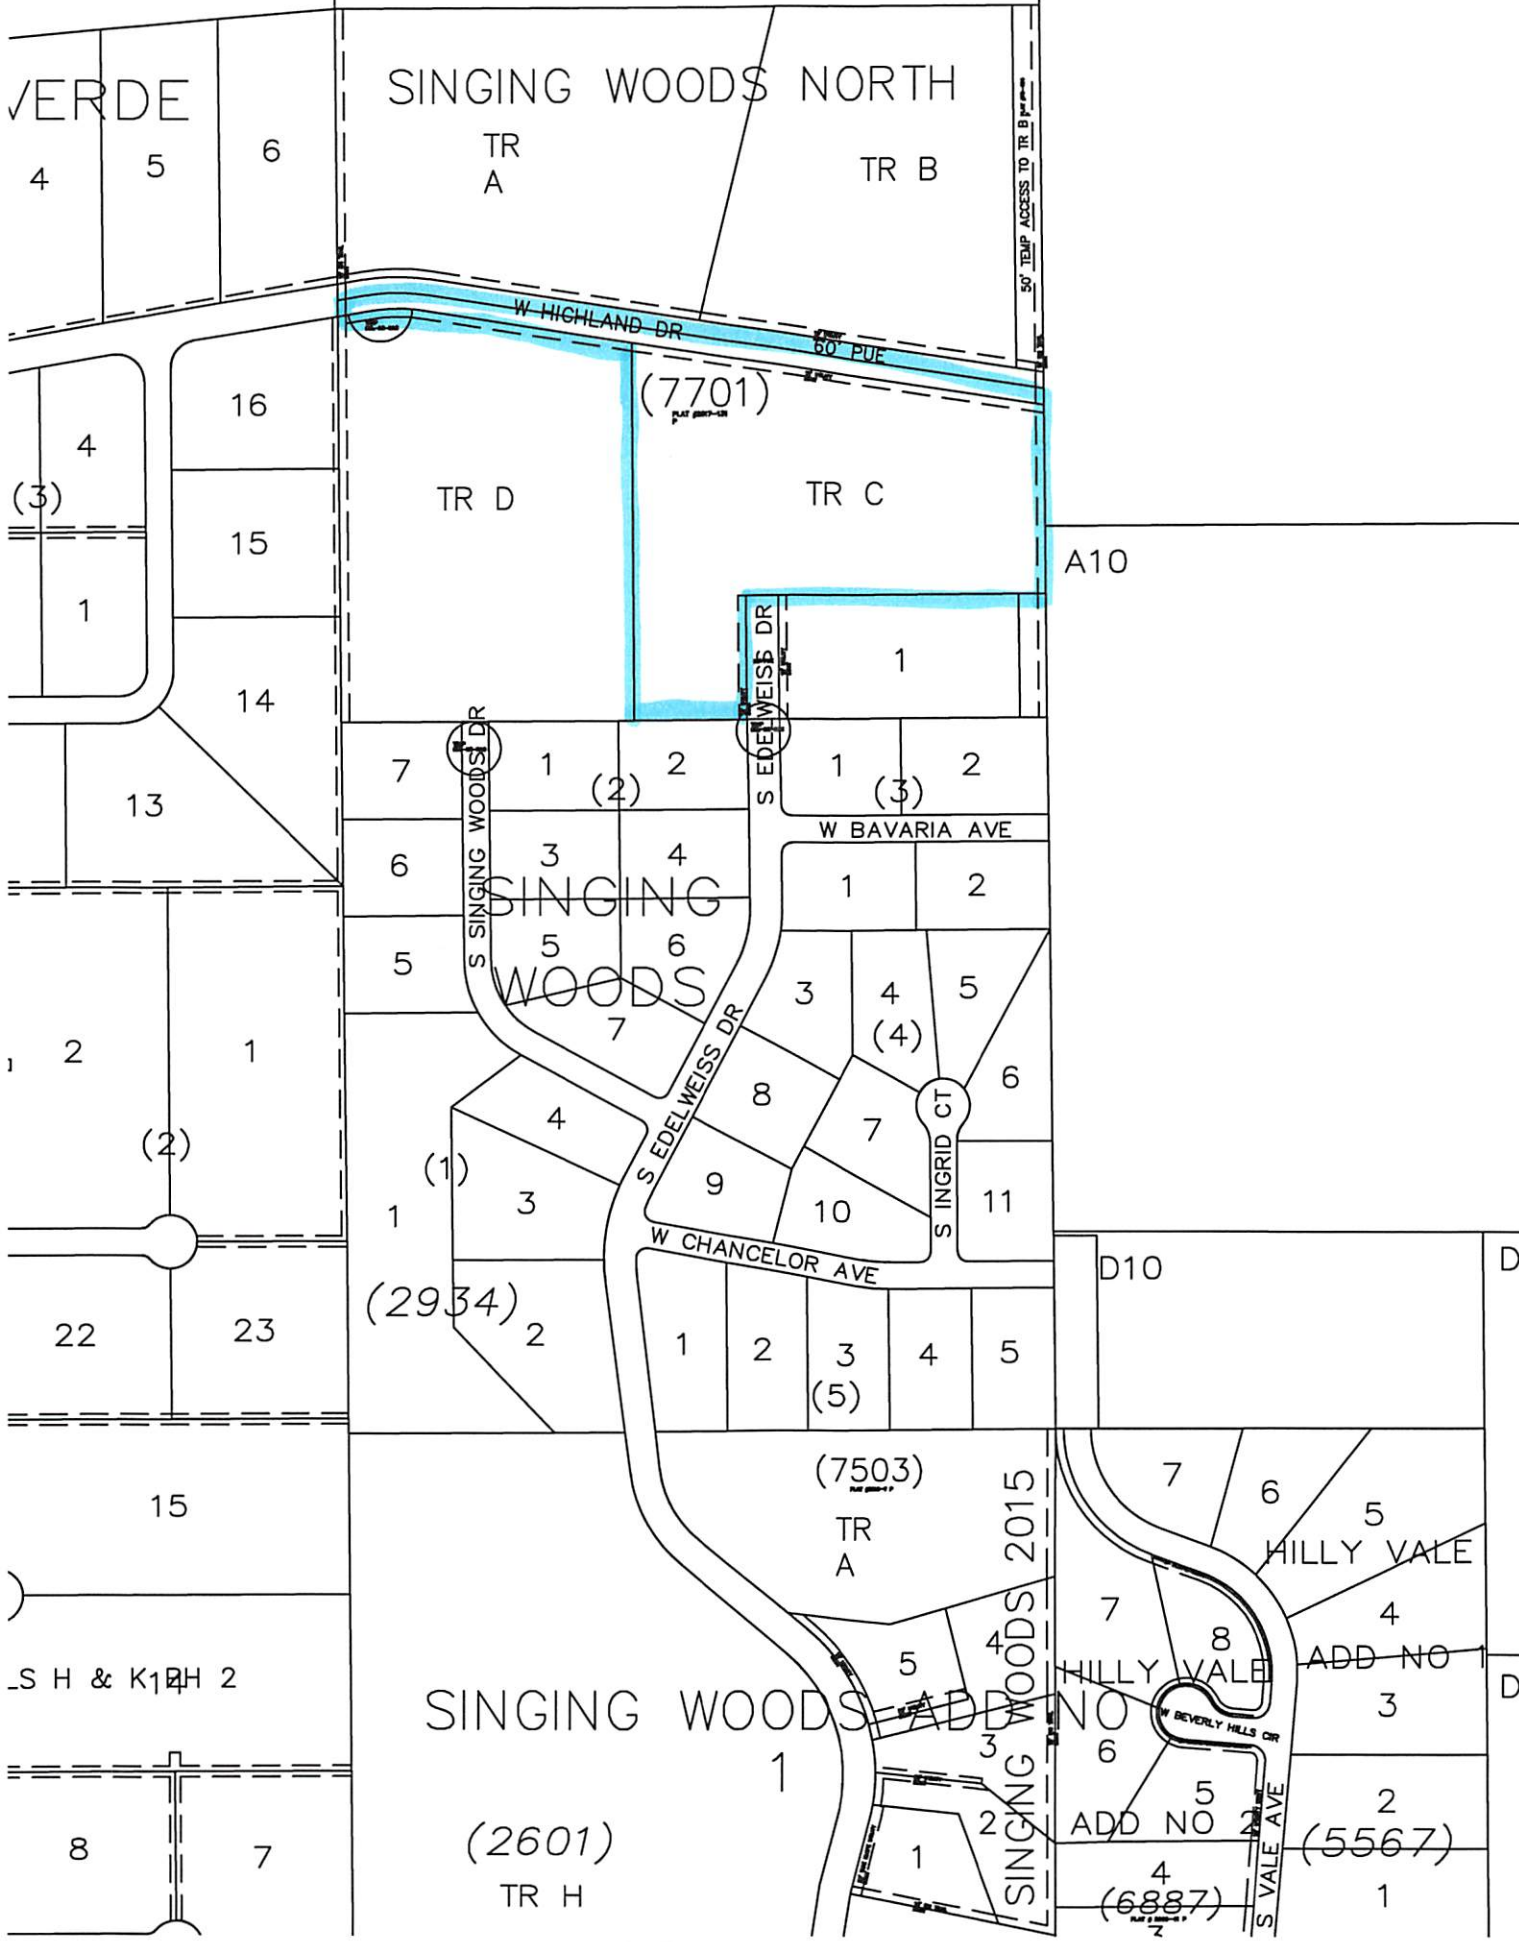 VERDE
4
5
6
SINGING WOODS NORTH
TR
A
TR B
50' TEMP ACCESS TO TR B
W HIGHLAND DR
60' PUE
(7701)
16
4
(3)
15
1
14
TR D
TR C
A10
S EDELWEISS DR
1
13
7
S SINGING WOODS DR
1
(2)
2
1
(3)
2
W BAVARIA AVE
6
3
4
1
2
SINGING
WOODS
5
5
6
7
3
4
5
(4)
2
1
S EDELWEISS DR
8
6
S INGRID CT
7
4
(2)
(1)
1
3
9
10
11
W CHANCELOR AVE
(2934)
2
22
23
D10
D
1
2
3
4
5
(5)
15
(7503)
TR
A
SINGING WOODS 2015
7
6
5
HILLY VALE
7
8
4
ADD NO 1
5
4
HILLY VALE
LS H & K
14
2
SINGING WOODS ADD NO
1
3
W BEVERLY HILLS CIR
6
3
D
5
2
ADD NO 2
2
(5567)
8
7
(2601)
TR H
1
4
(6887)
3
S VALE AVE
1